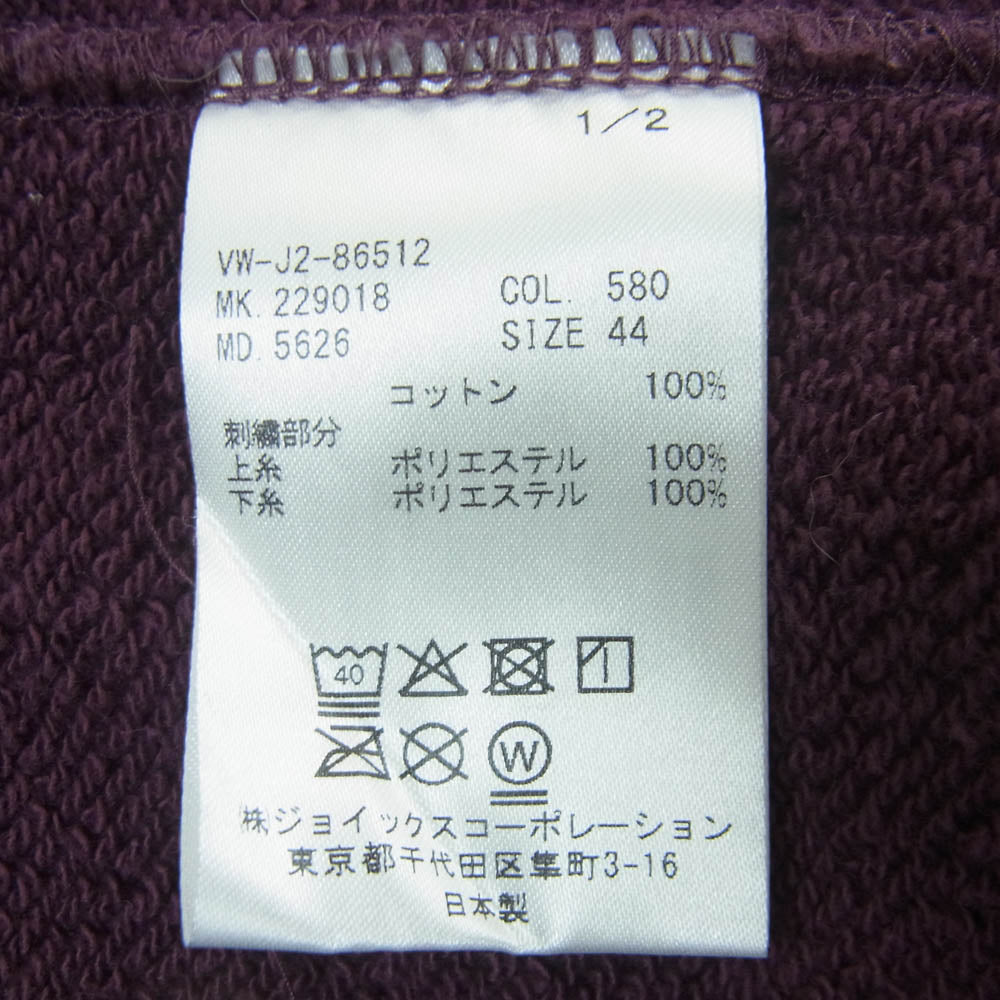 1/2
VW-J2-86512
MK.229018 COL. 580
MD.5626 SIZE 44
コットン 100%
刺繍部分
上糸 ポリエステル 100%
下糸 ポリエステル 100%
40
W
㈱ジョイックスコーポレーション
東京都千代田区隼町3-16
日本製